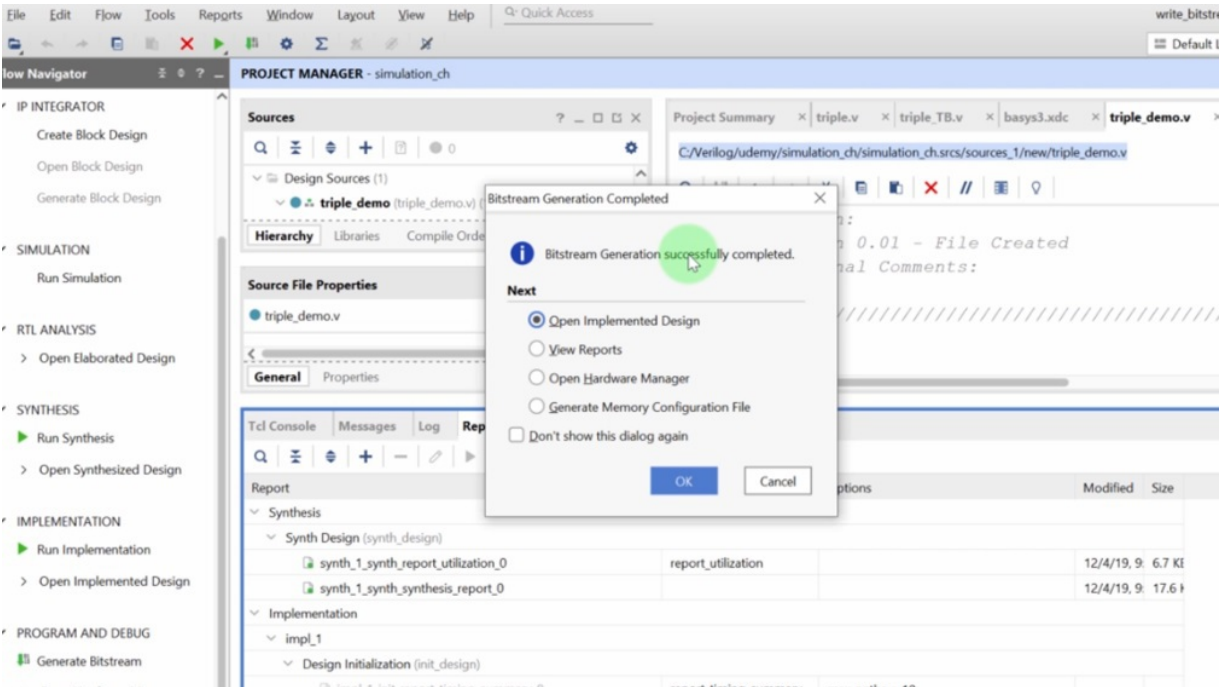 File Edit Flow Tools Reports Window Layout View Help Quick Access
write_bitstre
Default L
low Navigator
PROJECT MANAGER - simulation_ch
IP INTEGRATOR
Create Block Design
Open Block Design
Generate Block Design
SIMULATION
Run Simulation
RTL ANALYSIS
Open Elaborated Design
SYNTHESIS
Run Synthesis
Open Synthesized Design
IMPLEMENTATION
Run Implementation
Open Implemented Design
PROGRAM AND DEBUG
Generate Bitstream
Sources
0
Design Sources (1)
triple_demo (triple_demo.v) (
Hierarchy Libraries Compile Orde
Source File Properties
triple_demo.v
General Properties
Project Summary triple.v triple_TB.v basys3.xdc triple_demo.v
C:/Verilog/udemy/simulation_ch/simulation_ch.srcs/sources_1/new/triple_demo.v
n:
n 0.01 - File Created
nal Comments:
//////////////////////////////
Bitstream Generation Completed
Bitstream Generation successfully completed.
Next
Open Implemented Design
View Reports
Open Hardware Manager
Generate Memory Configuration File
Don't show this dialog again
OK Cancel
Tcl Console Messages Log Rep
Report ptions Modified Size
Synthesis
Synth Design (synth_design)
synth_1_synth_report_utilization_0 report_utilization 12/4/19, 9: 6.7 KE
synth_1_synth_synthesis_report_0 12/4/19, 9: 17.6 K
Implementation
impl_1
Design Initialization (init_design)